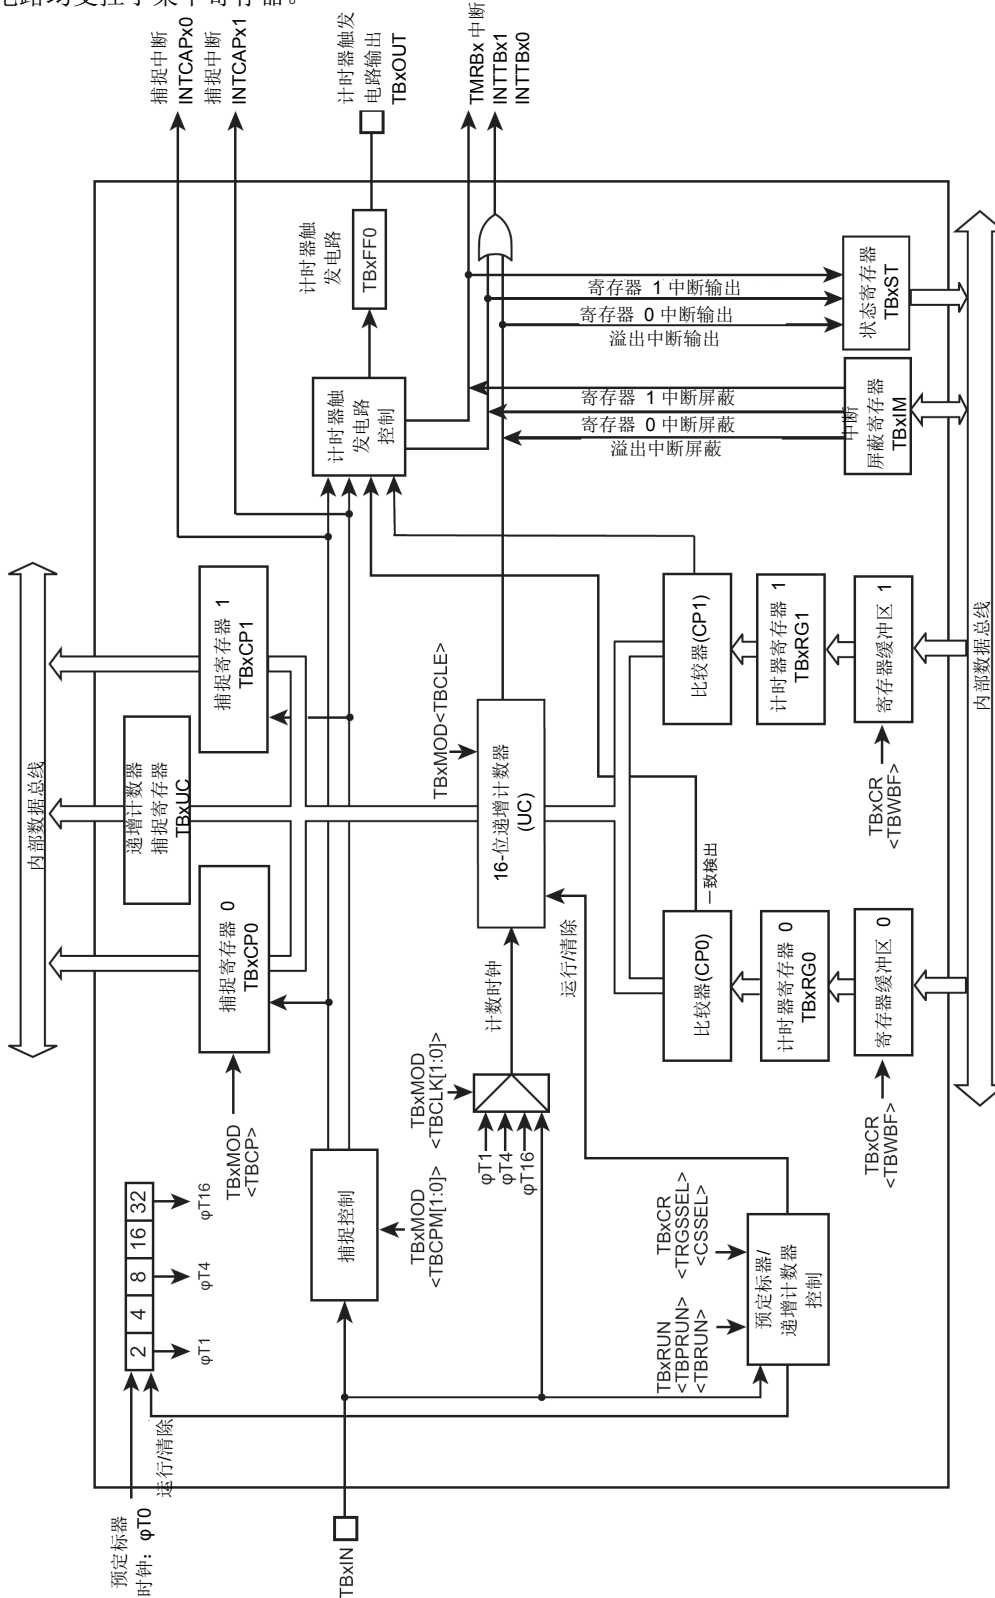 电路均受控于某个寄存器。
捕捉中断
INTCAPx0
捕捉中断
INTCAPx1
计时器触发
电路输出
TBxOUT
TMRBx 中断
INTTBx1
INTTBx0
计时器触
发电路
TBxFF0
寄存器 1 中断输出
寄存器 0 中断输出
溢出中断输出
状态寄存器
TBxST
计时器触
发电路
控制
寄存器 1 中断屏蔽
寄存器 0 中断屏蔽
溢出中断屏蔽
中断
屏蔽寄存器
TBxIM
内部数据总线
捕捉寄存器 1
TBxCP1
递增计数器
捕捉寄存器
TBxUC
捕捉寄存器 0
TBxCP0
TBxMOD
<TBCP>
TBxMOD<TBCLE>
16-位递增计数器
(UC)
计数时钟
运行/清除
比较器(CP1)
计时器寄存器 1
TBxRG1
寄存器缓冲区 1
TBxCR
<TBWBF>
内部数据总线
一致検出
比较器(CP0)
计时器寄存器 0
TBxRG0
寄存器缓冲区 0
TBxCR
<TBWBF>
2
4
8
16
32
φT1
φT4
φT16
运行/清除
预定标器
时钟：φT0
捕捉控制
TBxMOD
<TBCPM[1:0]>
TBxMOD
<TBCLK[1:0]>
φT1
φT4
φT16
TBxRUN
<TBPRUN>
<TBRUN>
TBxCR
<TRGSSEL>
<CSSEL>
预定标器/
递增计数器
控制
TBxIN